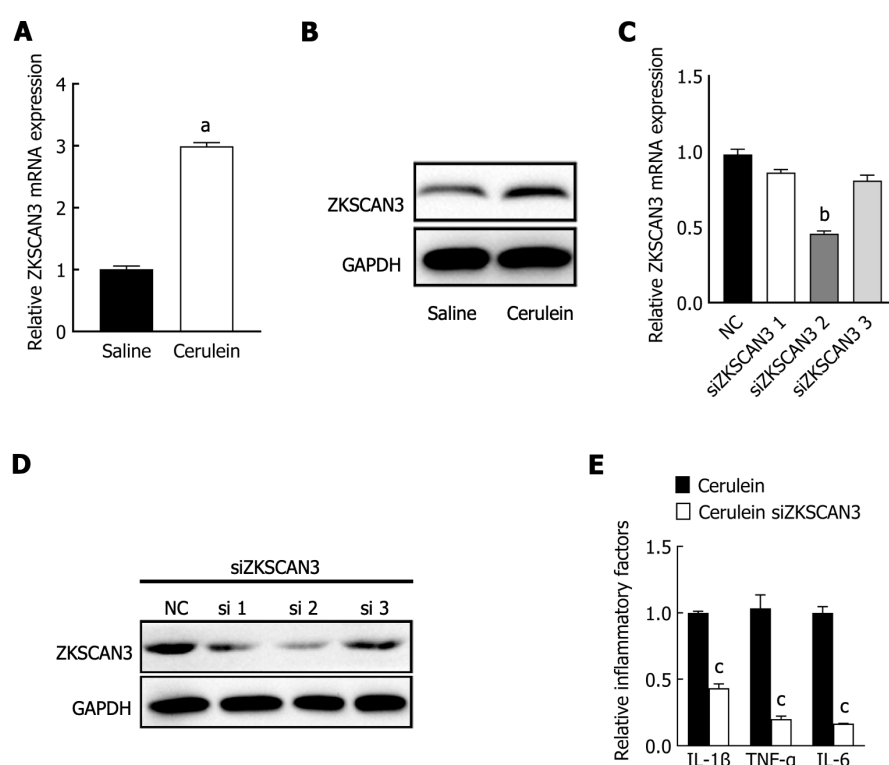 A
Relative ZKSCAN3 mRNA expression
4
3
2
1
0
a
Saline
Cerulein
B
ZKSCAN3
GAPDH
Saline
Cerulein
C
Relative ZKSCAN3 mRNA expression
1.5
1.0
0.5
0.0
b
NC
siZKSCAN3 1
siZKSCAN3 2
siZKSCAN3 3
D
siZKSCAN3
NC si 1 si 2 si 3
ZKSCAN3
GAPDH
E
Cerulein
Cerulein siZKSCAN3
Relative inflammatory factors
1.5
1.0
0.5
0.0
c
c
c
IL-1β TNF-α IL-6